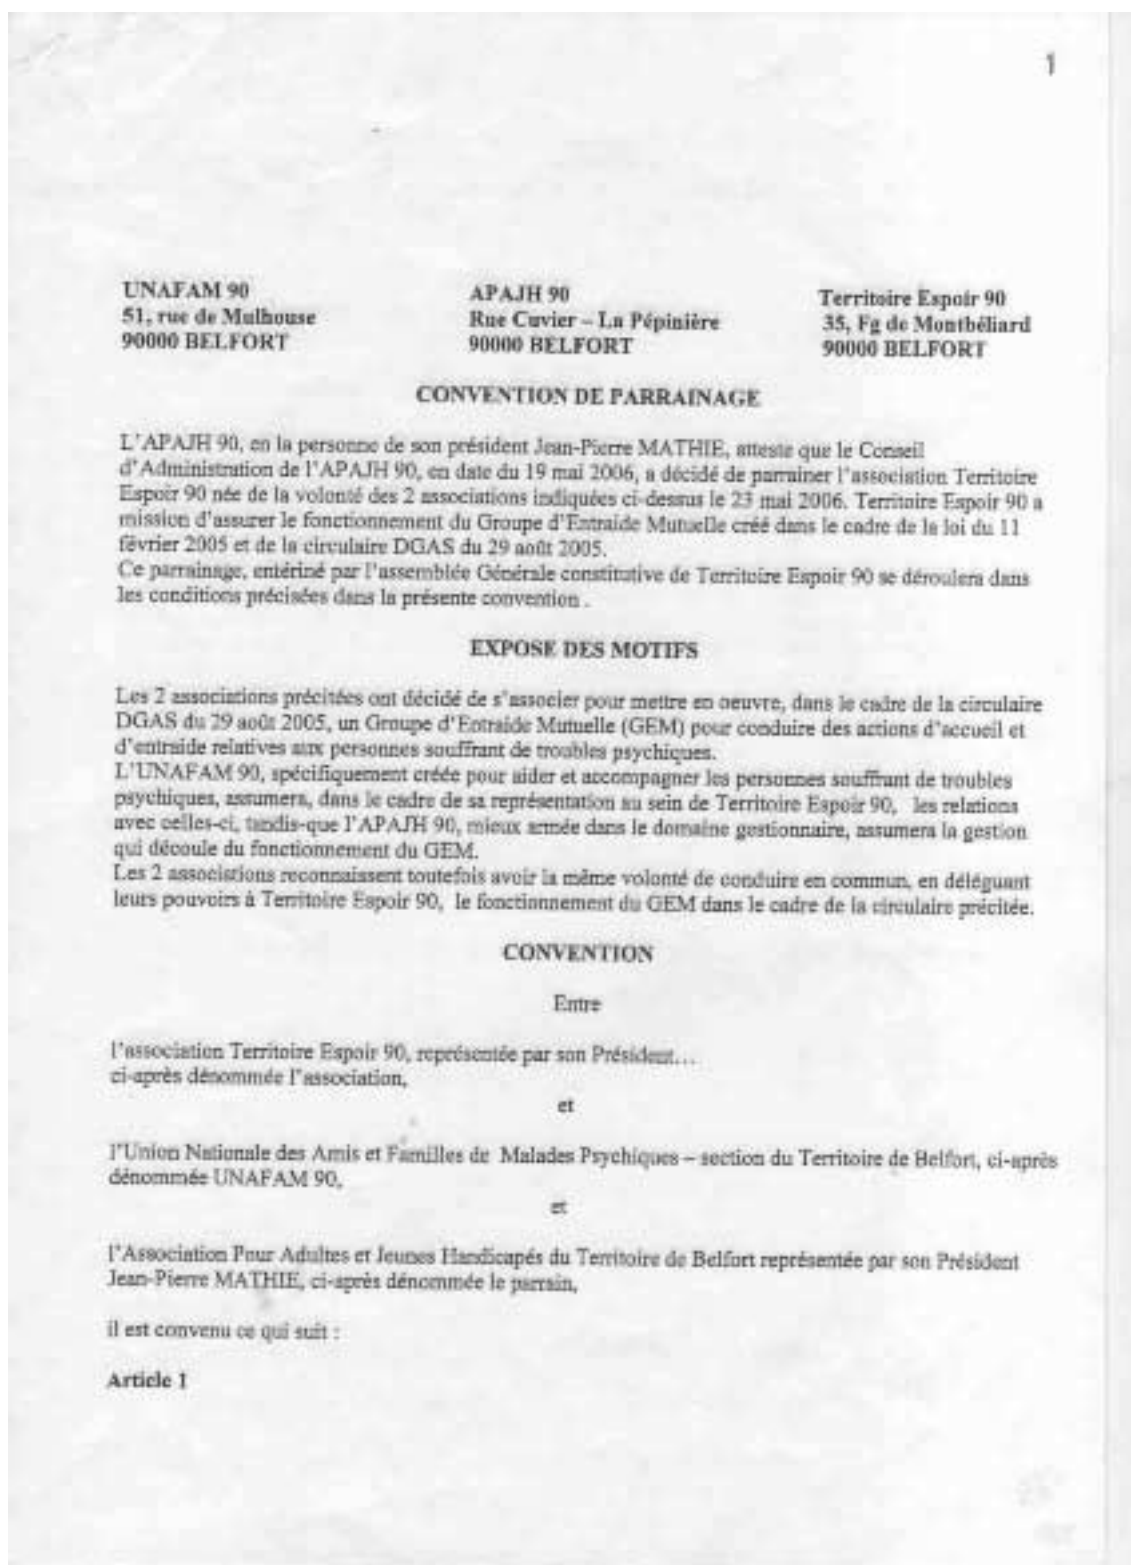 1
UNAFAM 90
51, rue de Mulhouse
90000 BELFORT
APAJH 90
Rue Cuvier – La Pépinière
90000 BELFORT
Territoire Espoir 90
35, Fg de Montbéliard
90000 BELFORT
CONVENTION DE PARRAINAGE
L'APAJH 90, en la personne de son président Jean-Pierre MATHIE, atteste que le Conseil
d'Administration de l'APAJH 90, en date du 19 mai 2006, a décidé de parrainer l'association Territoire
Espoir 90 née de la volonté des 2 associations indiquées ci-dessus le 23 mai 2006. Territoire Espoir 90 a
mission d'assurer le fonctionnement du Groupe d'Entraide Mutuelle créé dans le cadre de la loi du 11
février 2005 et de la circulaire DGAS du 29 août 2005.
Ce parrainage, entériné par l'assemblée Générale constitutive de Territoire Espoir 90 se déroulera dans
les conditions précisées dans la présente convention .
EXPOSE DES MOTIFS
Les 2 associations précitées ont décidé de s'associer pour mettre en oeuvre, dans le cadre de la circulaire
DGAS du 29 août 2005, un Groupe d'Entraide Mutuelle (GEM) pour conduire des actions d'accueil et
d'entraide relatives aux personnes souffrant de troubles psychiques.
L'UNAFAM 90, spécifiquement créée pour aider et accompagner les personnes souffrant de troubles
psychiques, assumera, dans le cadre de sa représentation au sein de Territoire Espoir 90, les relations
avec celles-ci, tandis-que l'APAJH 90, mieux armée dans le domaine gestionnaire, assumera la gestion
qui découle du fonctionnement du GEM.
Les 2 associations reconnaissent toutefois avoir la même volonté de conduire en commun, en déléguant
leurs pouvoirs à Territoire Espoir 90, le fonctionnement du GEM dans le cadre de la circulaire précitée.
CONVENTION
Entre
l'association Territoire Espoir 90, représentée par son Président…
ci-après dénommée l'association,
et
l'Union Nationale des Amis et Familles de Malades Psychiques – section du Territoire de Belfort, ci-après
dénommée UNAFAM 90,
et
l'Association Pour Adultes et Jeunes Handicapés du Territoire de Belfort représentée par son Président
Jean-Pierre MATHIE, ci-après dénommée le parrain,
il est convenu ce qui suit :
Article 1